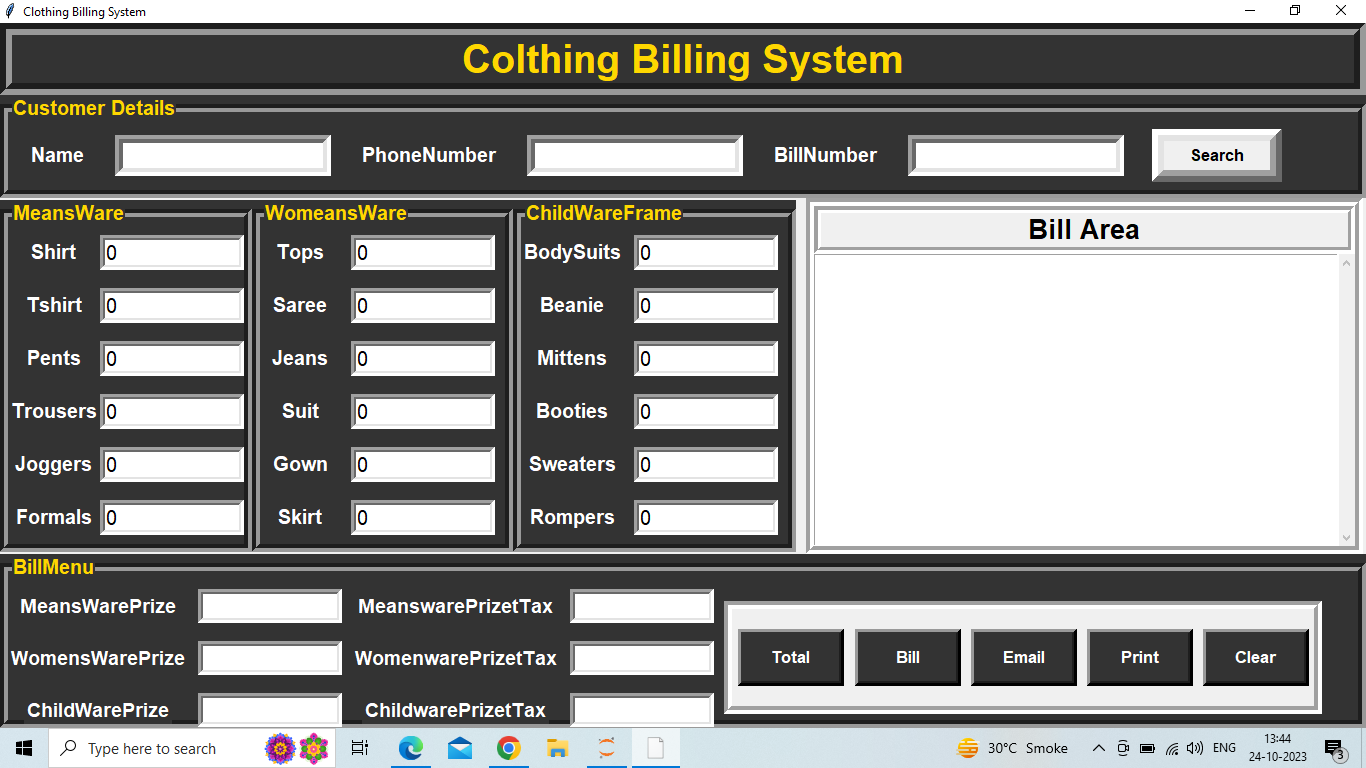 Clothing Billing System
Colthing Billing System
Customer Details
Name PhoneNumber BillNumber Search
MeansWare WomeansWare ChildWareFrame
Bill Area
Shirt 0 Tops 0 BodySuits 0
Tshirt 0 Saree 0 Beanie 0
Pents 0 Jeans 0 Mittens 0
Trousers 0 Suit 0 Booties 0
Joggers 0 Gown 0 Sweaters 0
Formals 0 Skirt 0 Rompers 0
BillMenu
MeansWarePrize MeanswarePrizetTax
WomensWarePrize WomenwarePrizetTax
Total Bill Email Print Clear
ChildWarePrize ChildwarePrizetTax
Type here to search
30°C Smoke
ENG
13:44
24-10-2023
3